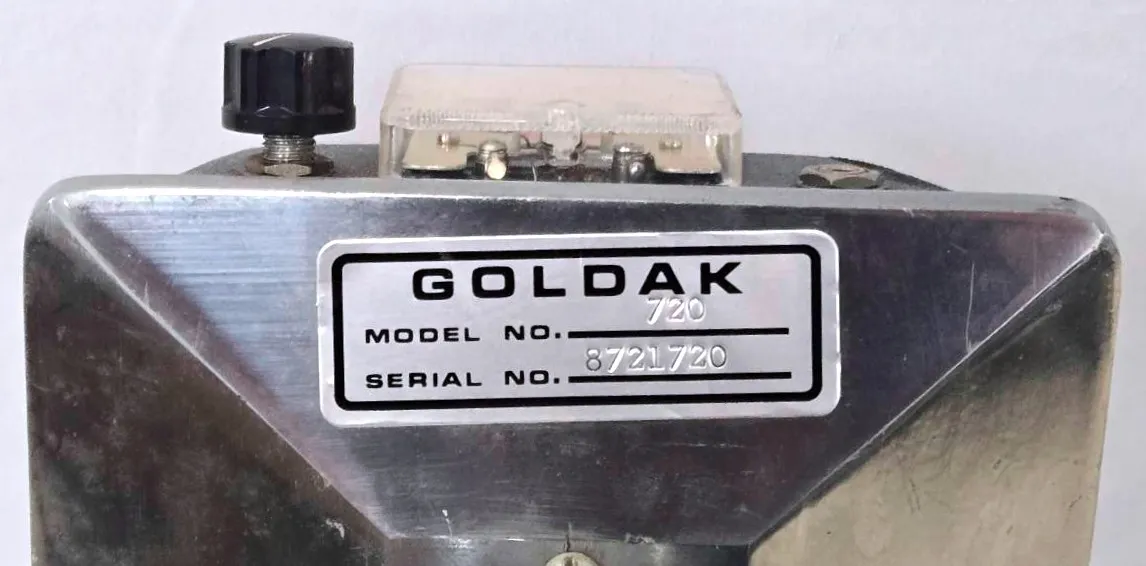 GOLDAK
MODEL NO. 720
SERIAL NO. 8721720